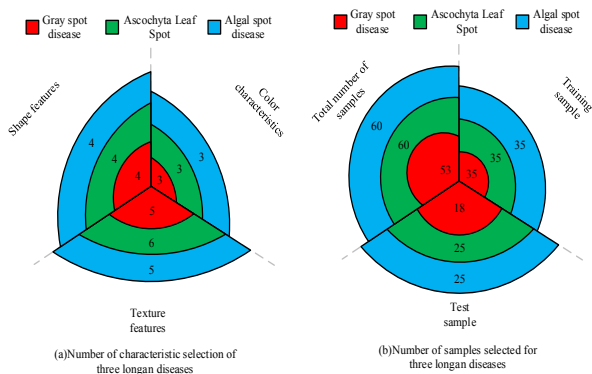 Gray spot
disease
Ascochyta Leaf
Spot
Algal spot
disease
Shape features
Color
characteristics
4
4
4
3
3
3
5
6
5
Texture
features
(a)Number of characteristic selection of
three longan diseases
Gray spot
disease
Ascochyta Leaf
Spot
Algal spot
disease
Total number of
samples
Training
sample
60
60
53
35
35
35
18
25
25
Test
sample
(b)Number of samples selected for
three longan diseases